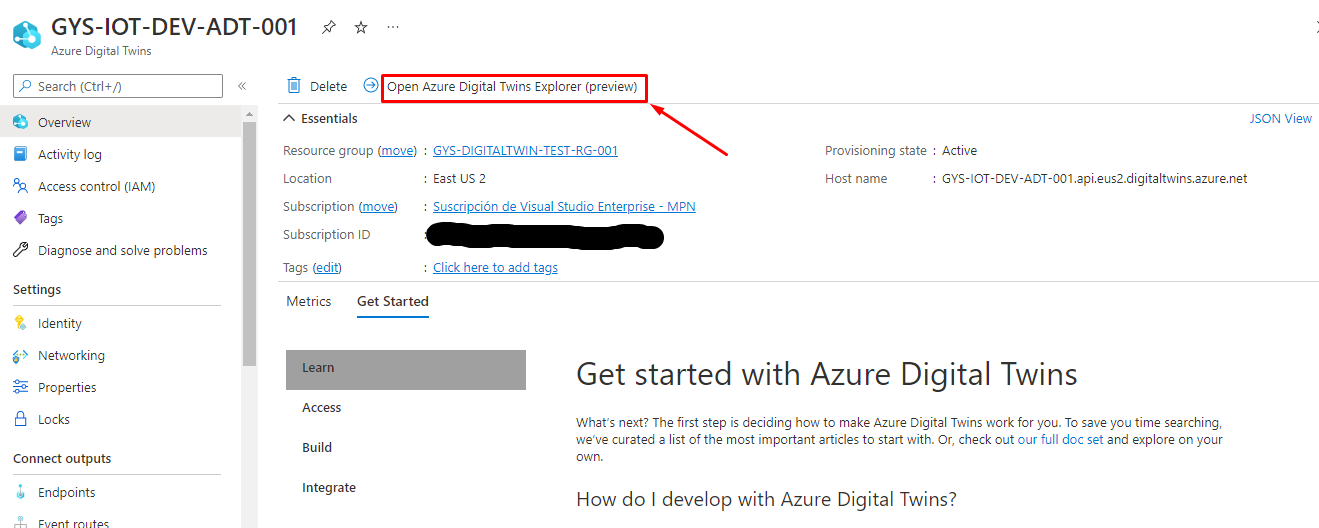 GYS-IOT-DEV-ADT-001
Azure Digital Twins
Search (Ctrl+/)
Overview
Activity log
Access control (IAM)
Tags
Diagnose and solve problems
Settings
Identity
Networking
Properties
Locks
Connect outputs
Endpoints
Event routes
Delete
Open Azure Digital Twins Explorer (preview)
Essentials
JSON View
Resource group (move) : GYS-DIGITALTWIN-TEST-RG-001
Location : East US 2
Subscription (move) : Suscripción de Visual Studio Enterprise - MPN
Subscription ID
Tags (edit) : Click here to add tags
Provisioning state : Active
Host name : GYS-IOT-DEV-ADT-001.api.eus2.digitaltwins.azure.net
Metrics
Get Started
Learn
Access
Build
Integrate
Get started with Azure Digital Twins
What's next? The first step is deciding how to make Azure Digital Twins work for you. To save you time searching,
we've curated a list of the most important articles to start with. Or, check out our full doc set and explore on your
own.
How do I develop with Azure Digital Twins?